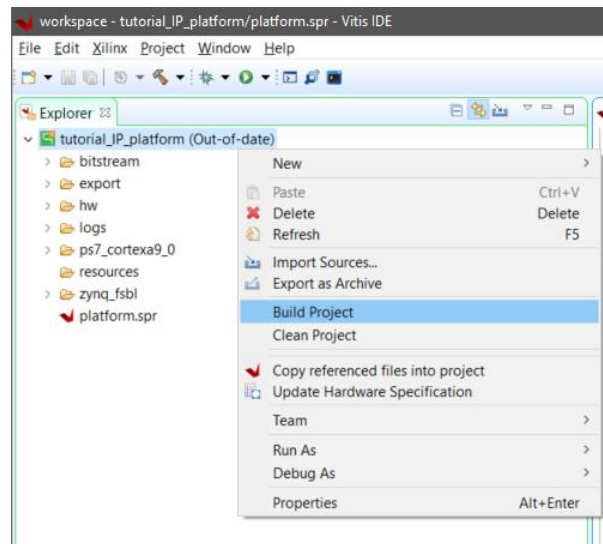 workspace - tutorial_IP_platform/platform.spr - Vitis IDE
File Edit Xilinx Project Window Help
Explorer
tutorial_IP_platform (Out-of-date)
bitstream
export
hw
logs
ps7_cortexa9_0
resources
zynq_fsbl
platform.spr
New
Paste Ctrl+V
Delete Delete
Refresh F5
Import Sources...
Export as Archive
Build Project
Clean Project
Copy referenced files into project
Update Hardware Specification
Team
Run As
Debug As
Properties Alt+Enter